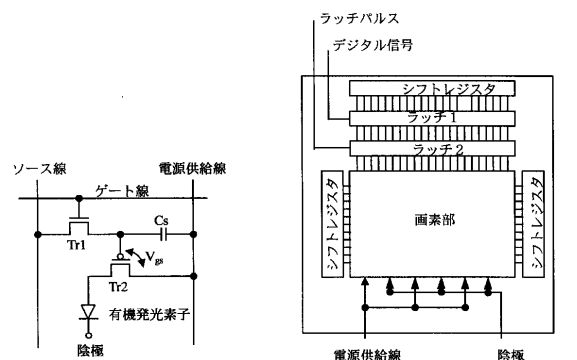 ソース線
電源供給線
ゲート線
Cs
Tr1
Vgs
Tr2
有機発光素子
陰極
ラッチパルス
デジタル信号
シフトレジスタ
ラッチ1
ラッチ2
シフトレジスタ
画素部
シフトレジスタ
電源供給線
陰極